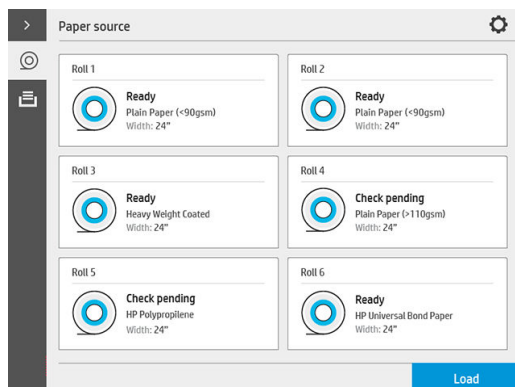 Paper source
Roll 1
Ready
Plain Paper (<90gsm)
Width: 24"
Roll 2
Ready
Plain Paper (<90gsm)
Width: 24"
Roll 3
Ready
Heavy Weight Coated
Width: 24"
Roll 4
Check pending
Plain Paper (>110gsm)
Width: 24"
Roll 5
Check pending
HP Polypropilene
Width: 24"
Roll 6
Ready
HP Universal Bond Paper
Width: 24"
Load